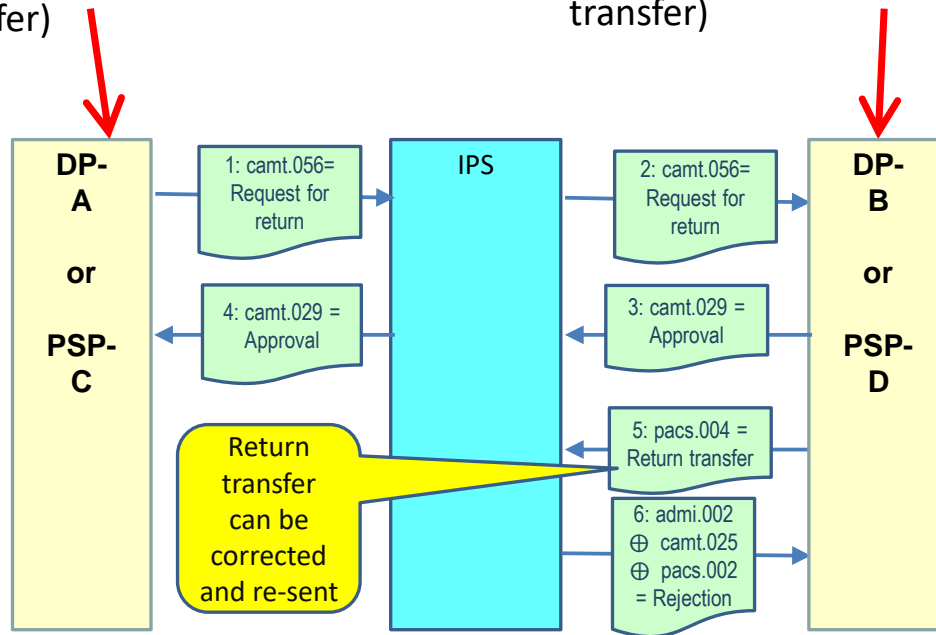 fer)
transfer)
DP-
A
or
PSP-
C
1: camt.056=
Request for
return
IPS
2: camt.056=
Request for
return
DP-
B
or
PSP-
D
4: camt.029 =
Approval
3: camt.029 =
Approval
Return
transfer
can be
corrected
and re-sent
5: pacs.004 =
Return transfer
6: admi.002
⊕ camt.025
⊕ pacs.002
= Rejection